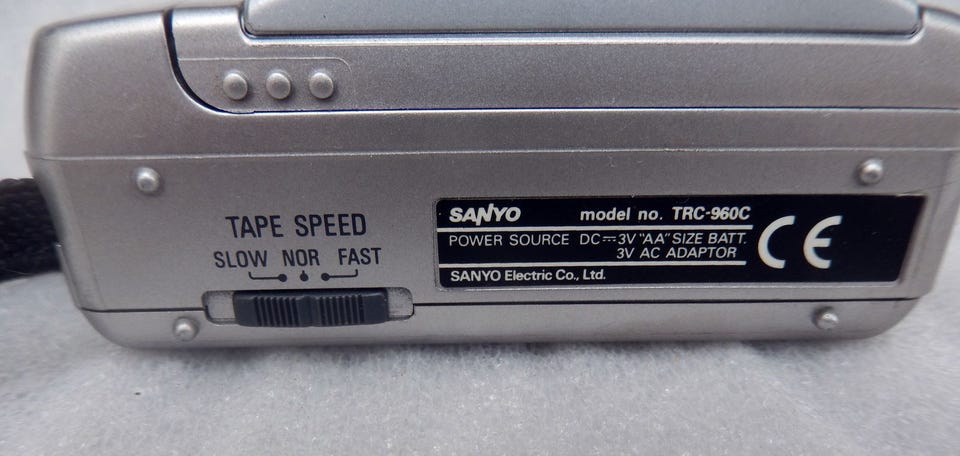 TAPE SPEED
SLOW NOR FAST
SANYO model no. TRC-960C
POWER SOURCE DC⎓3V "AA" SIZE BATT.
3V AC ADAPTOR
SANYO Electric Co., Ltd.
CE